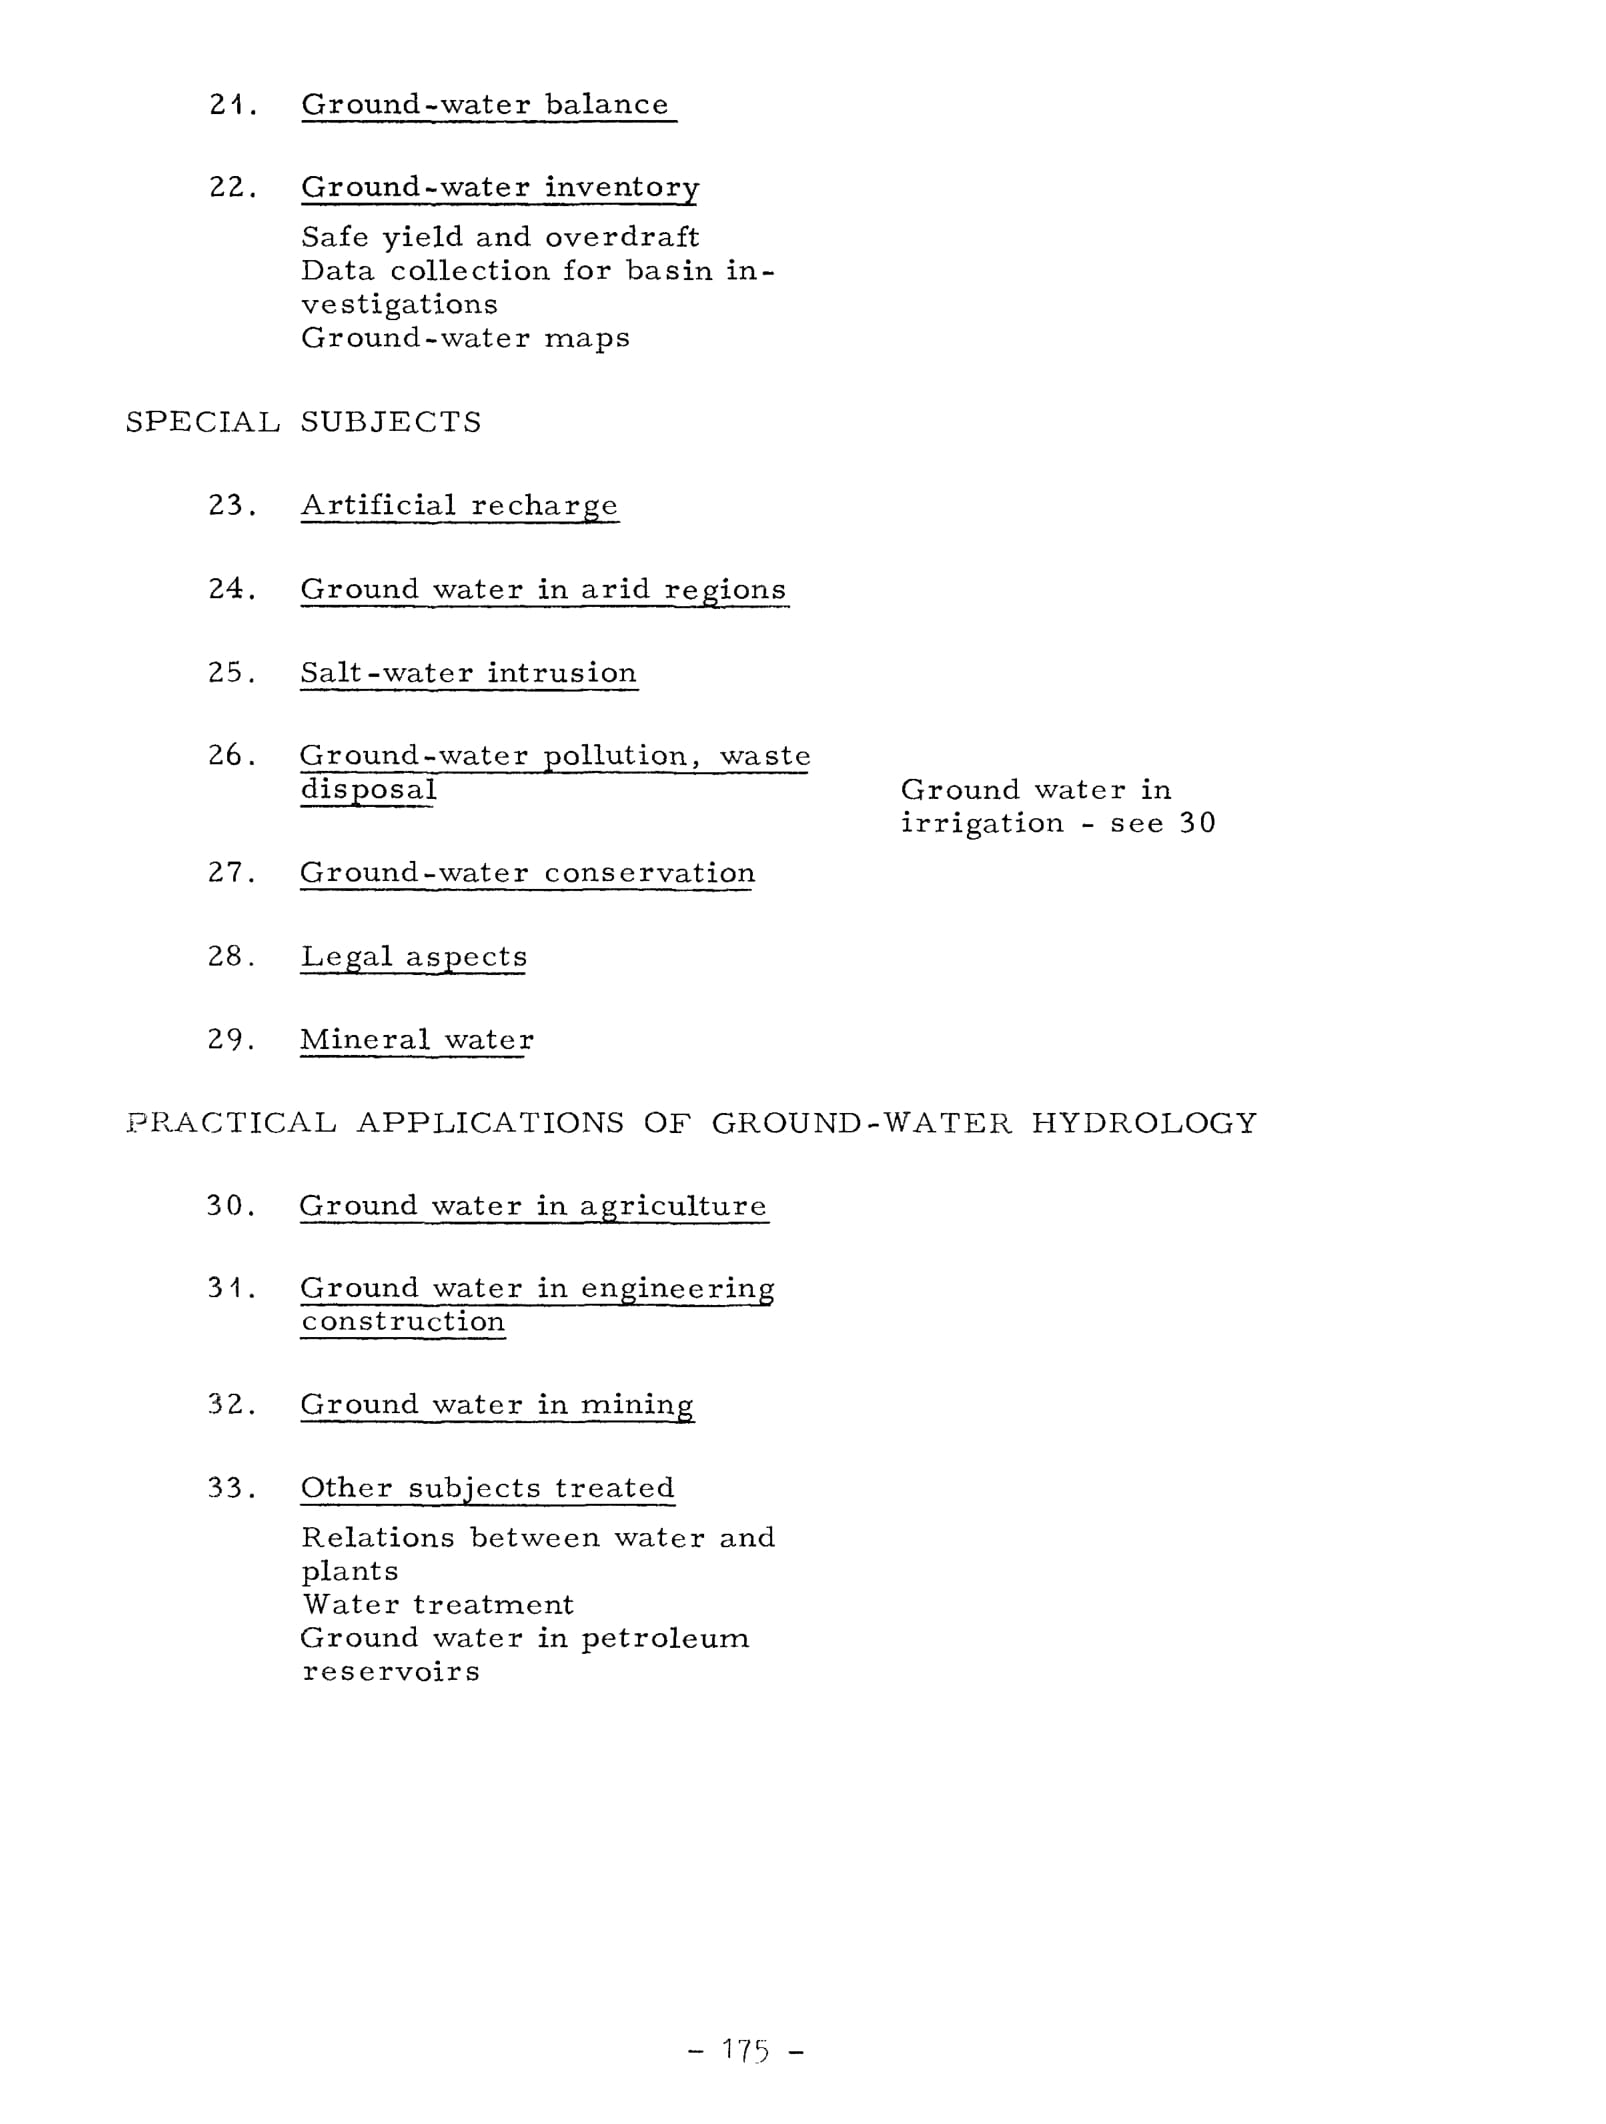 21. Ground-water balance
22. Ground-water inventory
Safe yield and overdraft
Data collection for basin in-
vestigations
Ground-water maps
SPECIAL SUBJECTS
23. Artificial recharge
24. Ground water in arid regions
25. Salt-water intrusion
26. Ground-water pollution, waste
disposal
Ground water in
irrigation - see 30
27. Ground-water conservation
28. Legal aspects
29. Mineral water
PRACTICAL APPLICATIONS OF GROUND-WATER HYDROLOGY
30. Ground water in agriculture
31. Ground water in engineering
construction
32. Ground water in mining
33. Other subjects treated
Relations between water and
plants
Water treatment
Ground water in petroleum
reservoirs
- 175 -